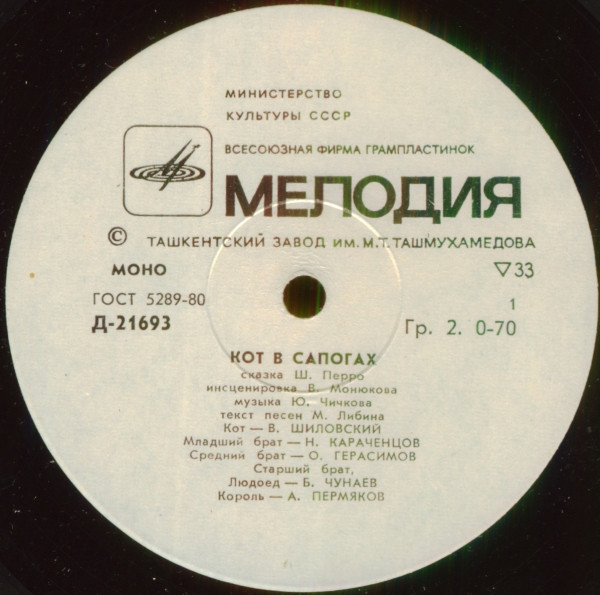 МИНИСТЕРСТВО
КУЛЬТУРЫ СССР
ВСЕСОЮЗНАЯ ФИРМА ГРАМПЛАСТИНОК
МЕЛОДИЯ
© ТАШКЕНТСКИЙ ЗАВОД ИМ. М.Т. ТАШМУХАМЕДОВА
МОНО ▽33
ГОСТ 5289-80 1
Д-21693 Гр. 2. 0-70
КОТ В САПОГАХ
сказка Ш. Перро
инсценировка В. Монюкова
музыка Ю. Чичкова
текст песен М. Либина
Кот — В. ШИЛОВСКИЙ
Младший брат — Н. КАРАЧЕНЦОВ
Средний брат — О. ГЕРАСИМОВ
Старший брат,
Людоед — Б. ЧУНАЕВ
Король — А. ПЕРМЯКОВ